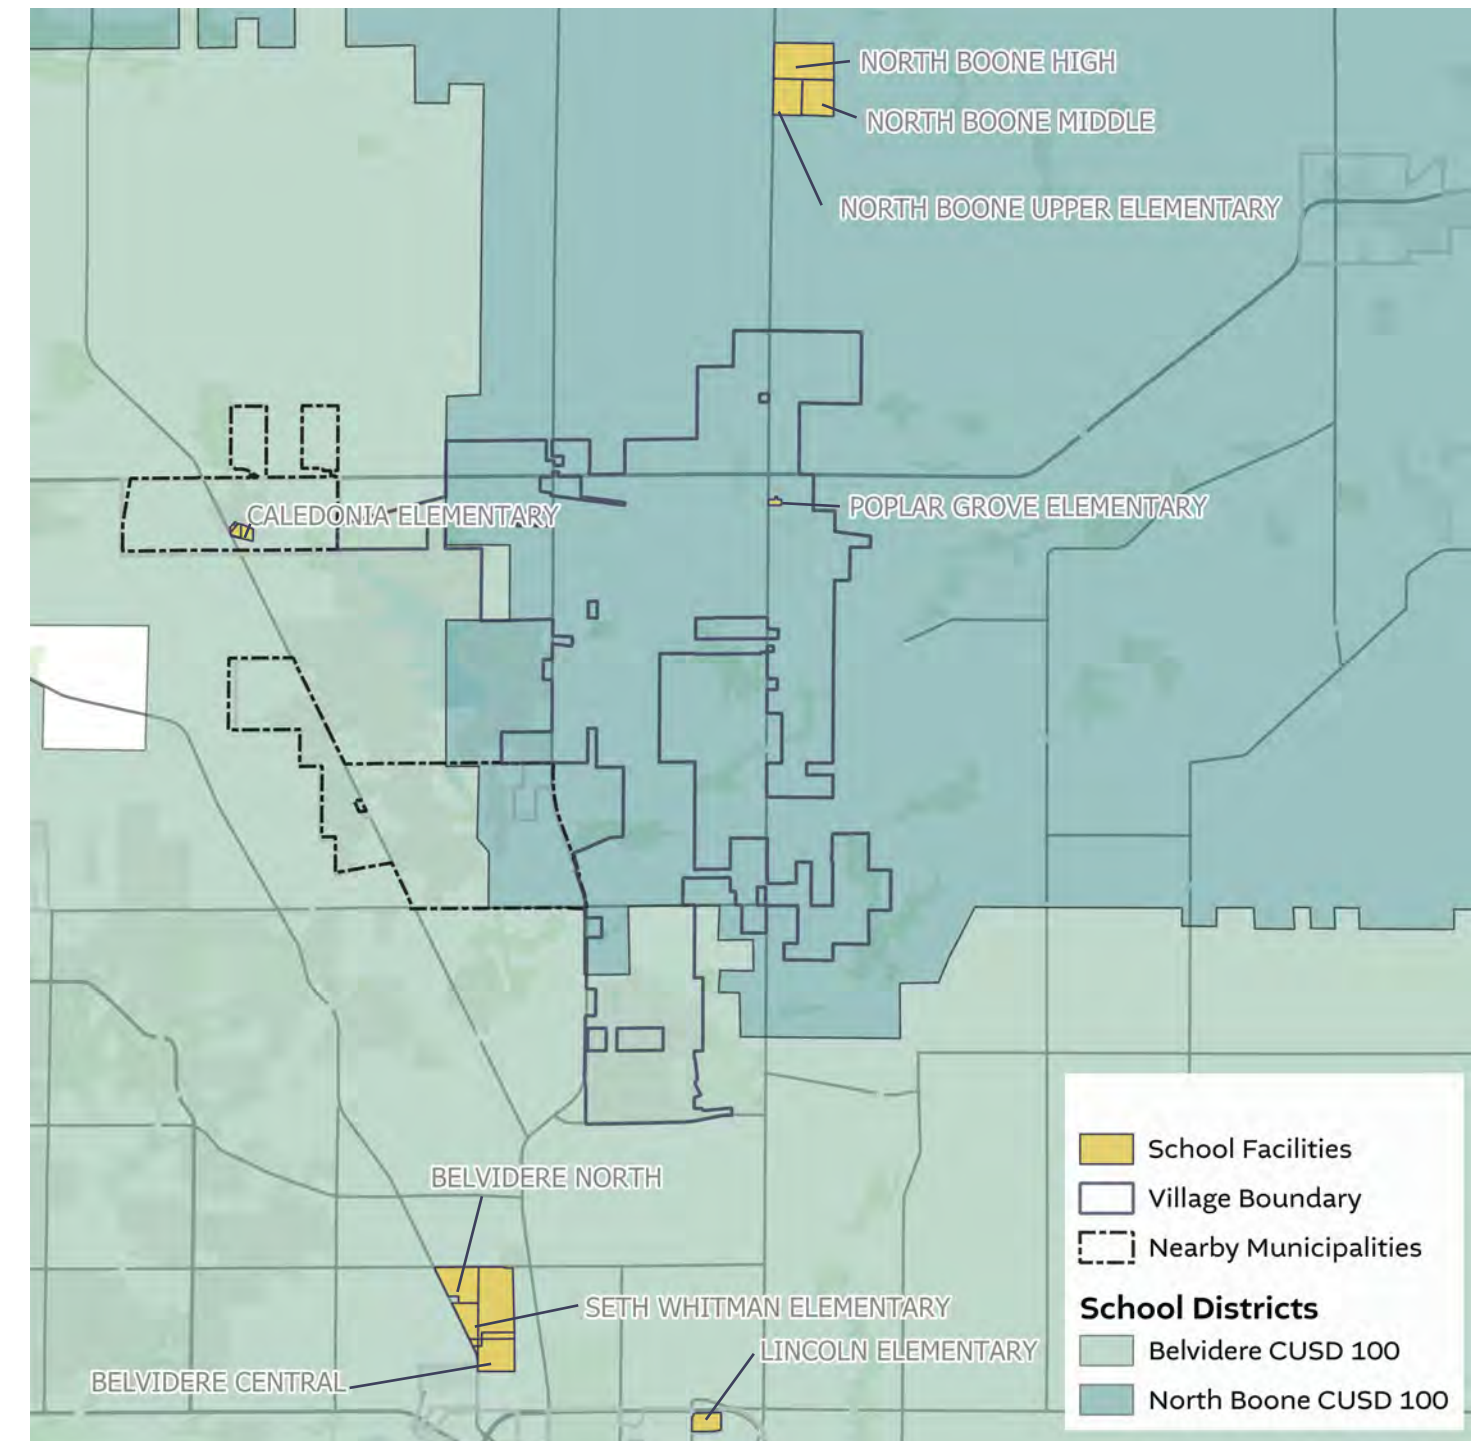 NORTH BOONE HIGH
NORTH BOONE MIDDLE
NORTH BOONE UPPER ELEMENTARY
CALEDONIA ELEMENTARY
POPLAR GROVE ELEMENTARY
BELVIDERE NORTH
SETH WHITMAN ELEMENTARY
LINCOLN ELEMENTARY
BELVIDERE CENTRAL
School Facilities
Village Boundary
Nearby Municipalities
School Districts
Belvidere CUSD 100
North Boone CUSD 100